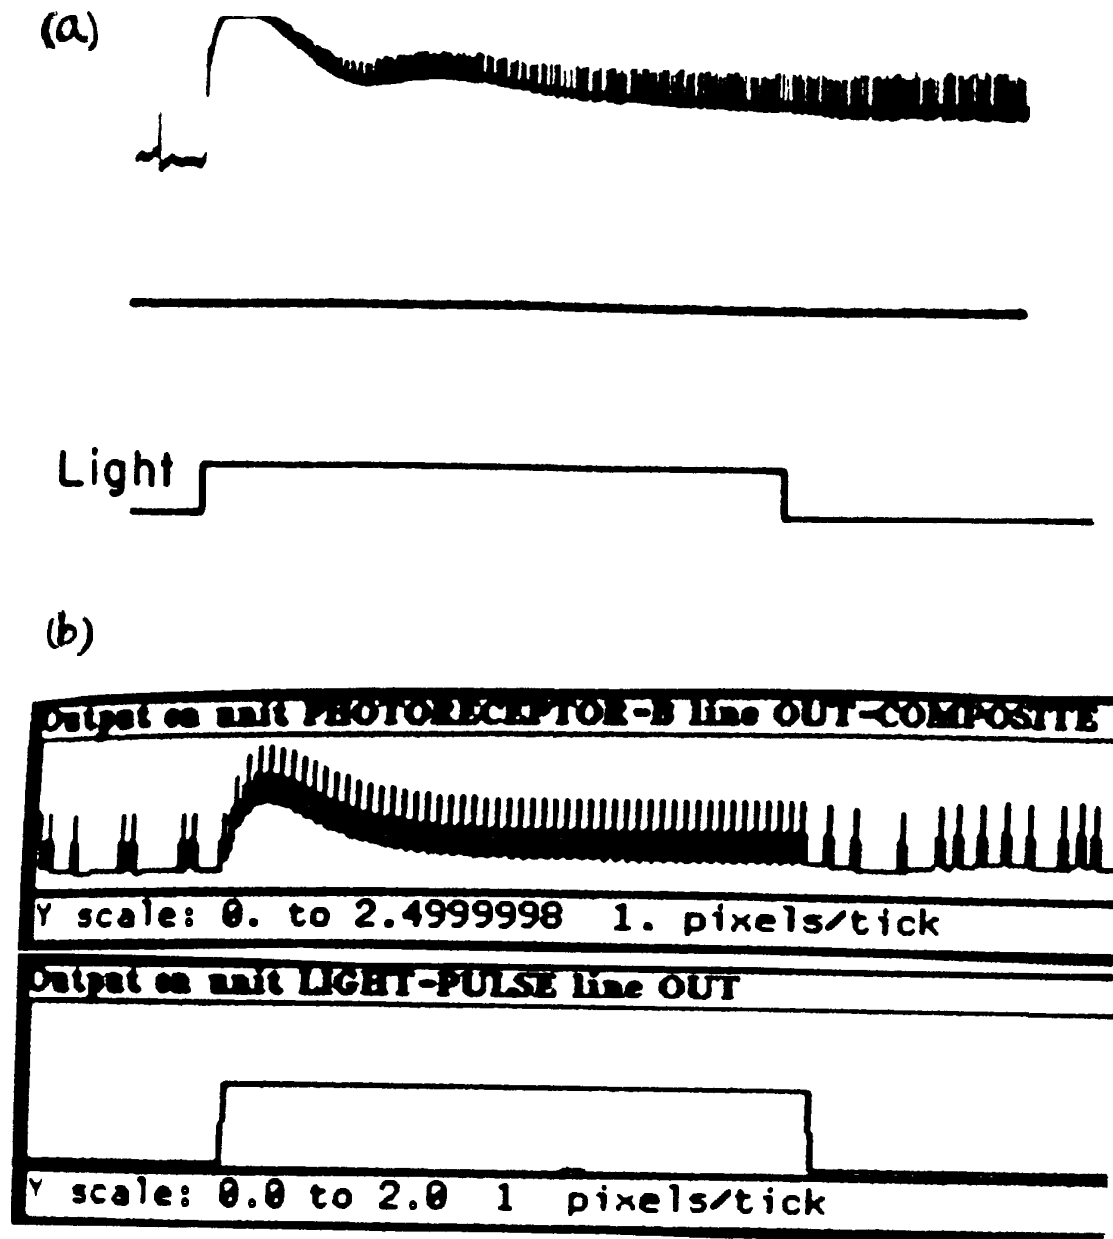 (a)
Light
(b)
Output on unit PHOTORECEPTOR-B line OUT-COMPOSITE
Y scale: 0. to 2.4999998 1. pixels/tick
Output on unit LIGHT-PULSE line OUT
Y scale: 0.0 to 2.0 1 pixels/tick